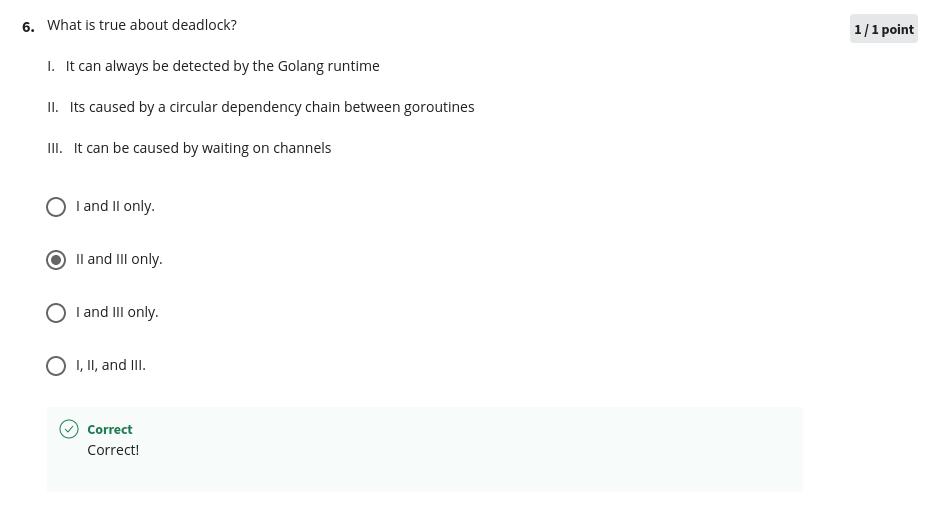 6. What is true about deadlock?
1 / 1 point
I. It can always be detected by the Golang runtime
II. Its caused by a circular dependency chain between goroutines
III. It can be caused by waiting on channels
I and II only.
II and III only.
I and III only.
I, II, and III.
Correct
Correct!